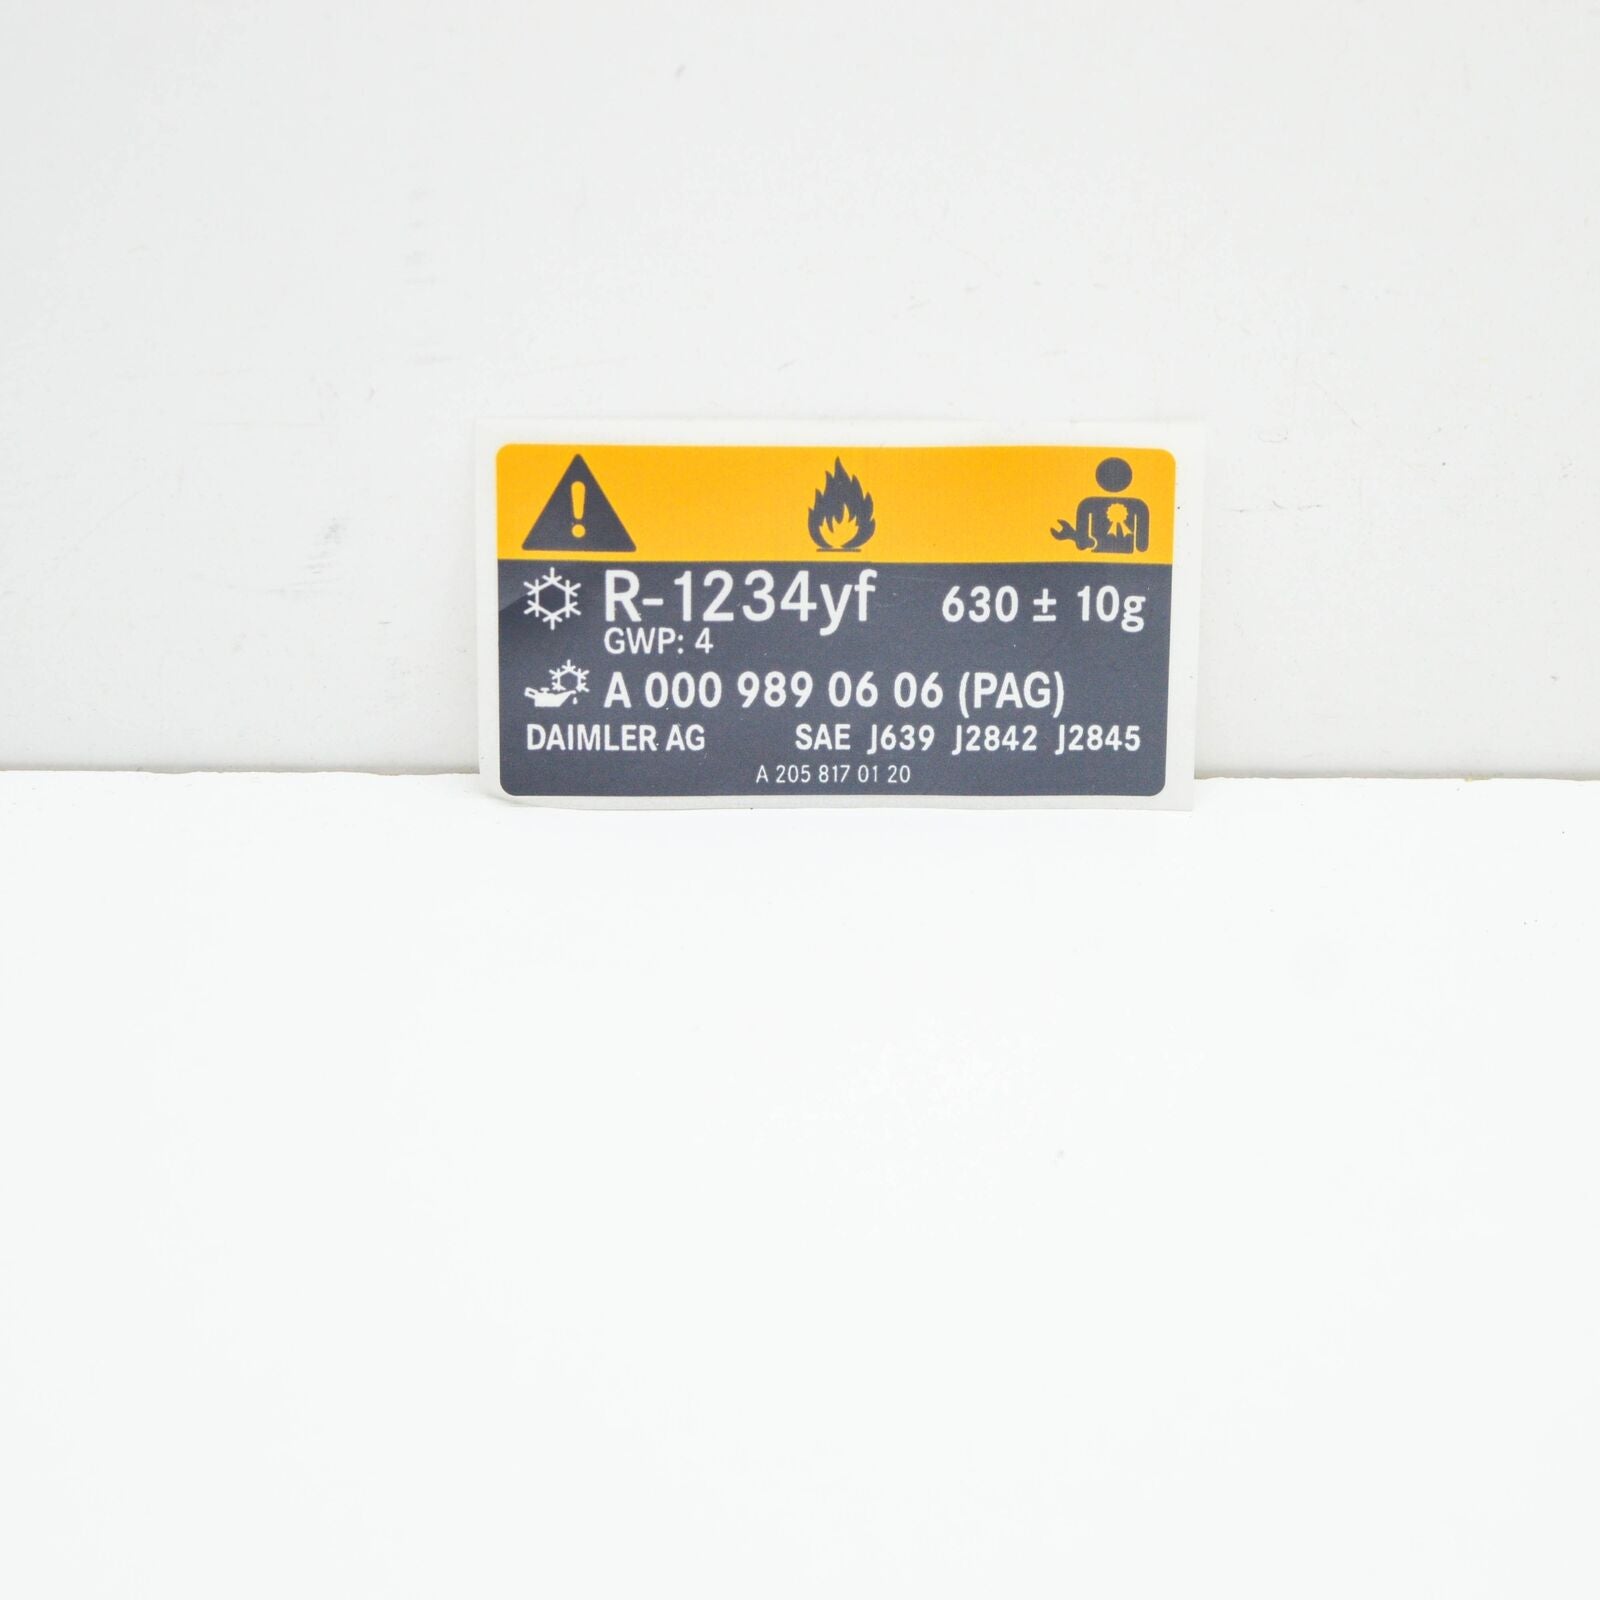 R-1234yf 630 ± 10g
GWP: 4
A 000 989 06 06 (PAG)
DAIMLER AG SAE J639 J2842 J2845
A 205 817 01 20